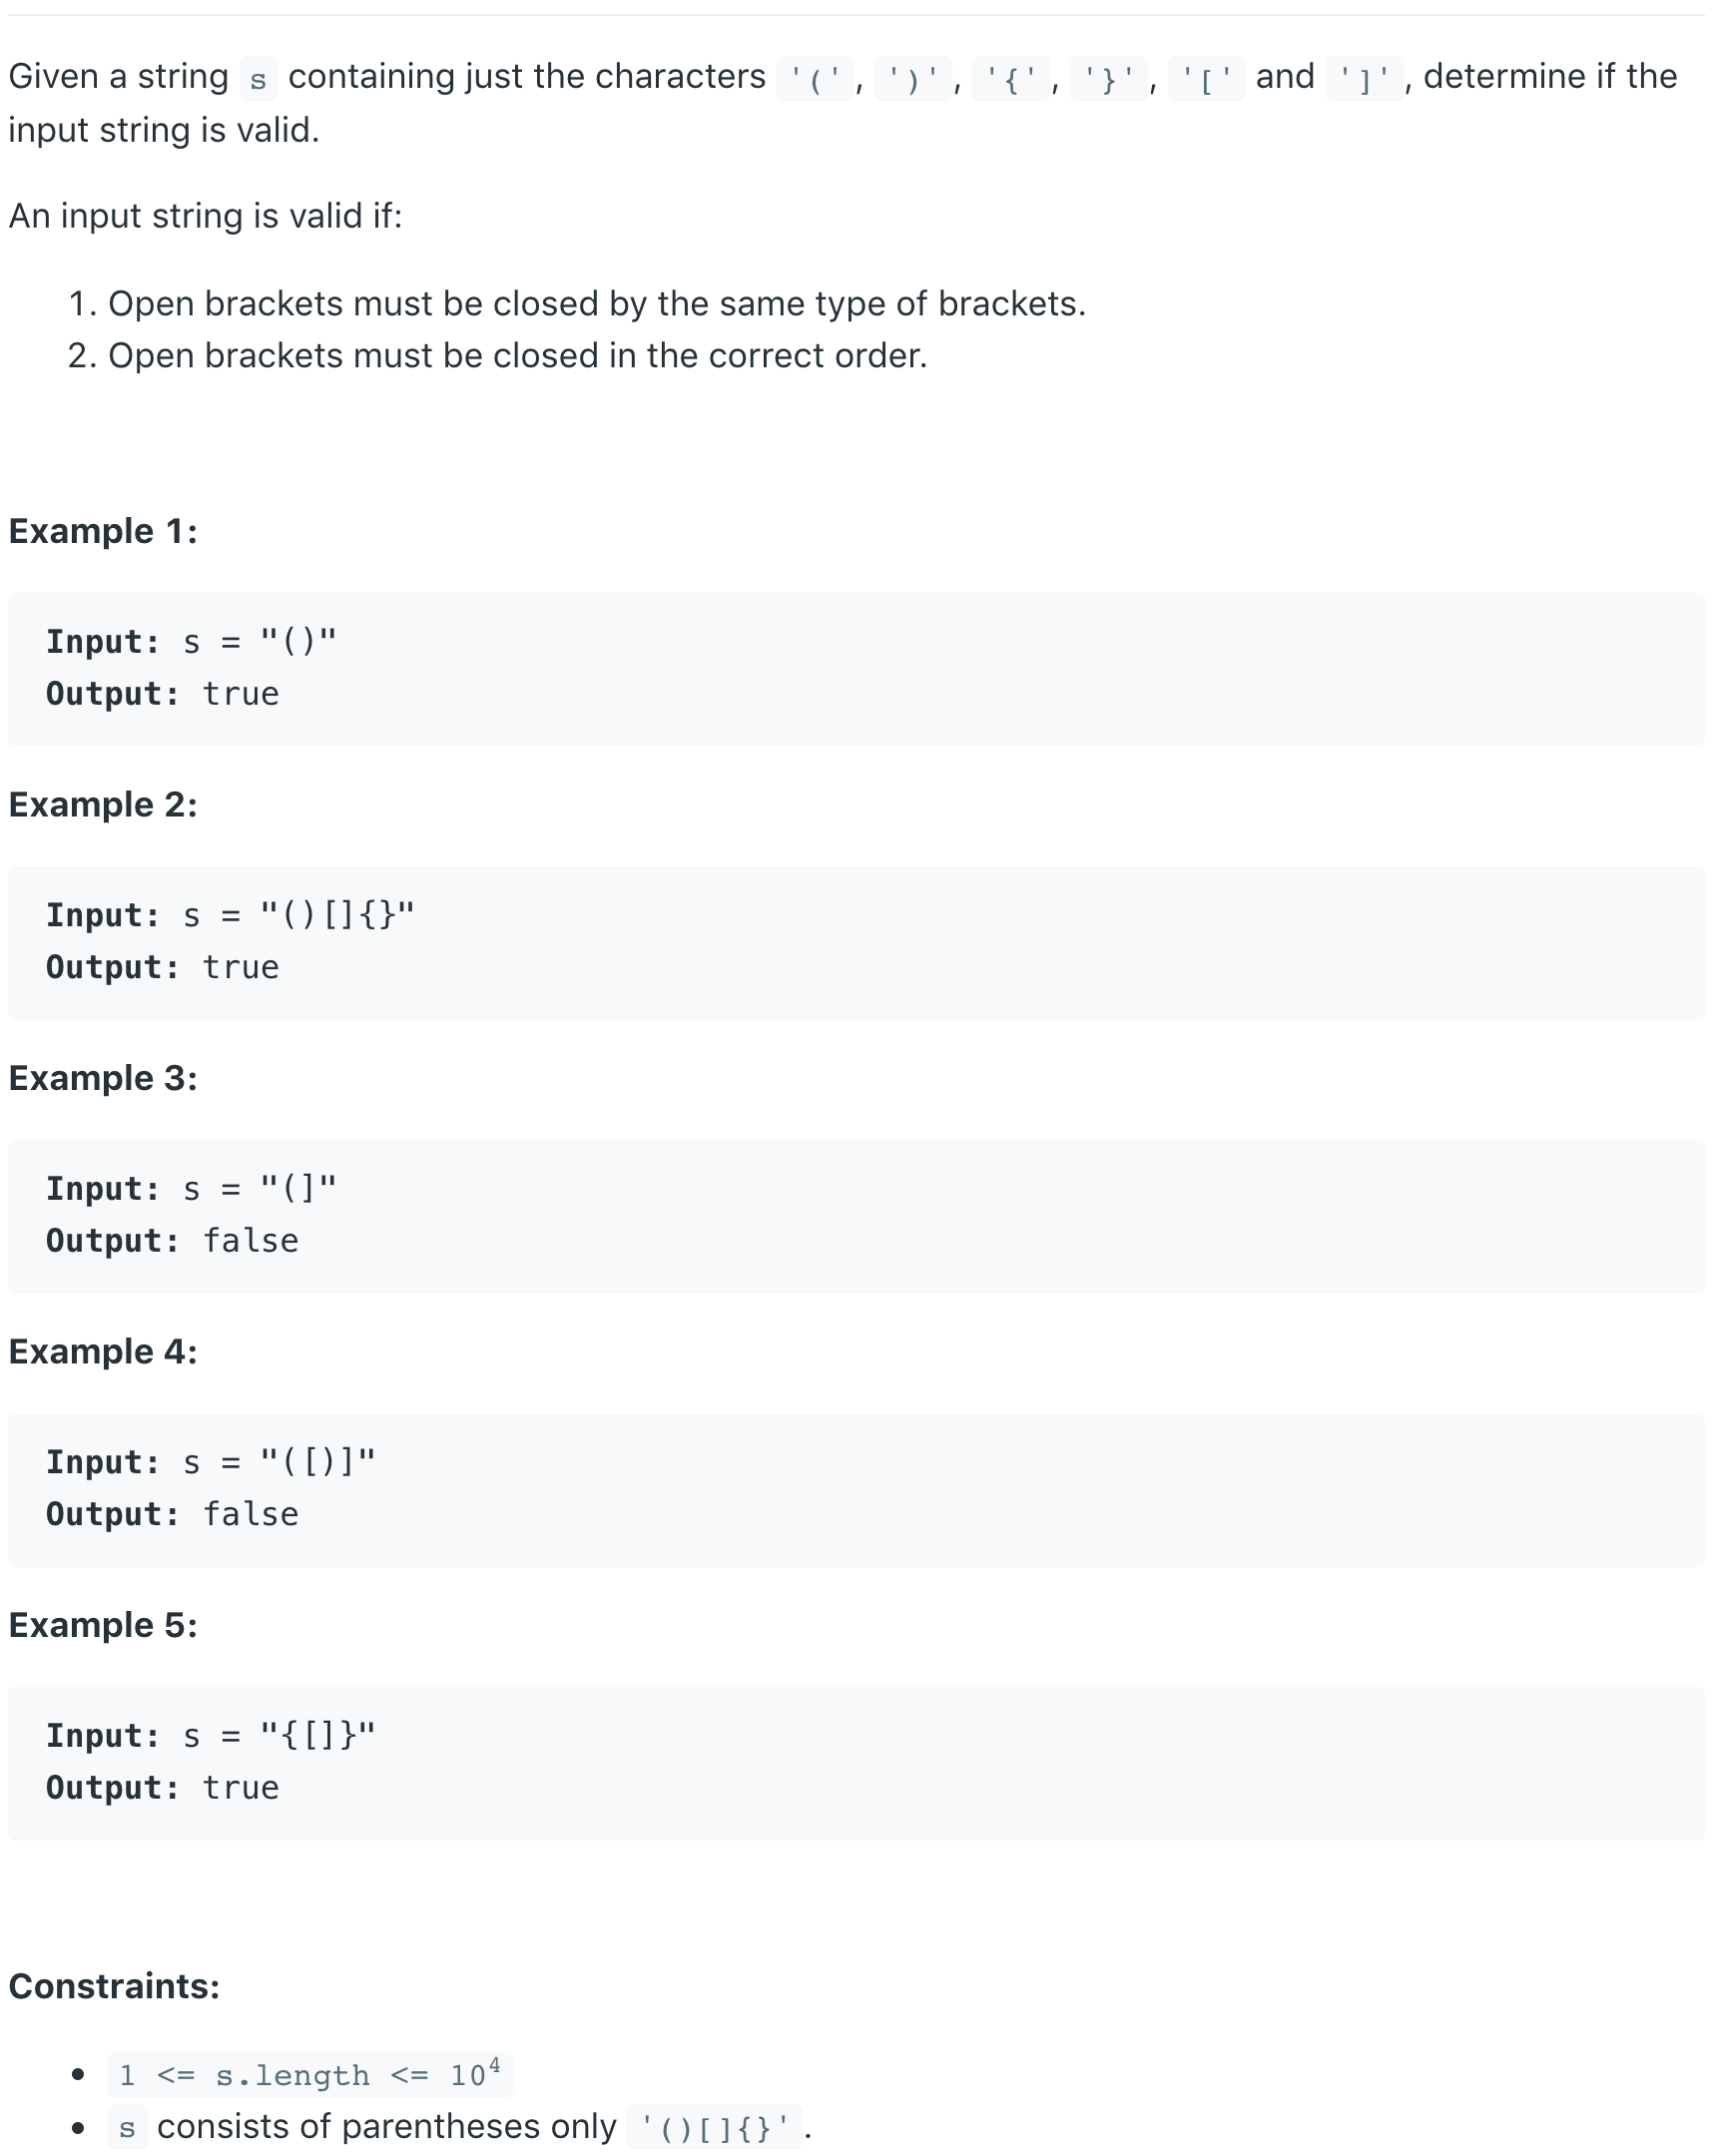 Given a string s containing just the characters '(', ')', '{', '}', '[' and ']', determine if the
input string is valid.
An input string is valid if:
1. Open brackets must be closed by the same type of brackets.
2. Open brackets must be closed in the correct order.
Example 1:
Input: s = "()"
Output: true
Example 2:
Input: s = "()[]{}"
Output: true
Example 3:
Input: s = "(]"
Output: false
Example 4:
Input: s = "([)]"
Output: false
Example 5:
Input: s = "{[]}"
Output: true
Constraints:
• 1 <= s.length <= 10⁴
• s consists of parentheses only '()[]{}'.